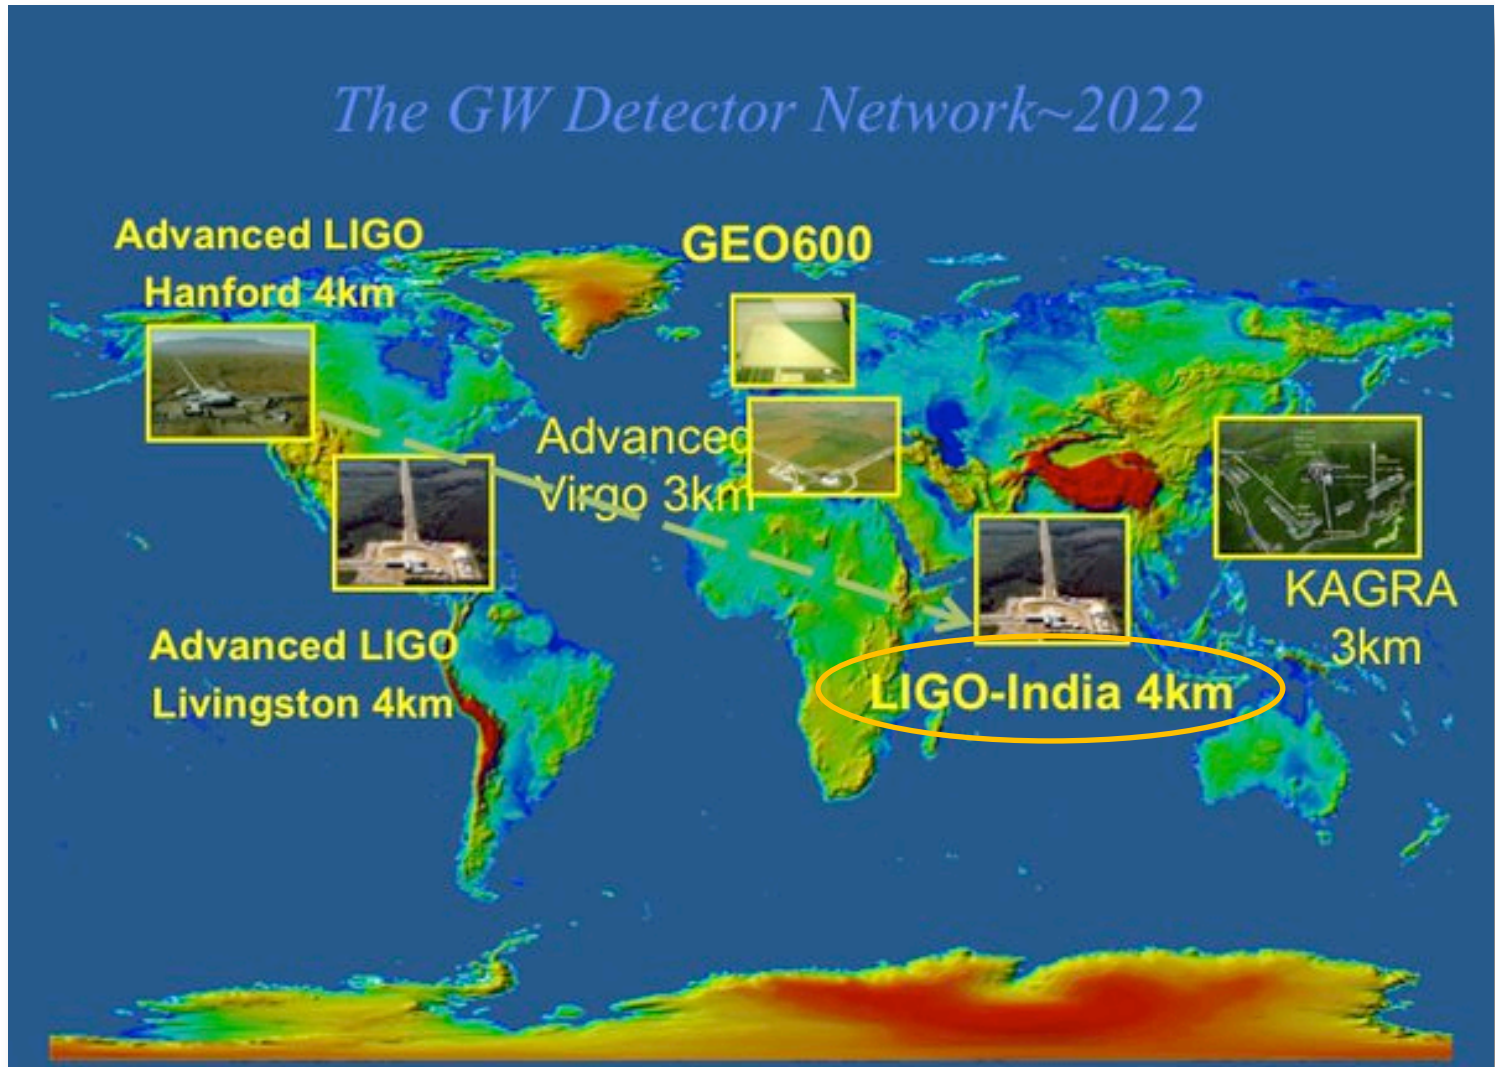 The GW Detector Network~2022
Advanced LIGO
Hanford 4km
GEO600
Advanced
Virgo 3km
KAGRA
3km
Advanced LIGO
Livingston 4km
LIGO-India 4km